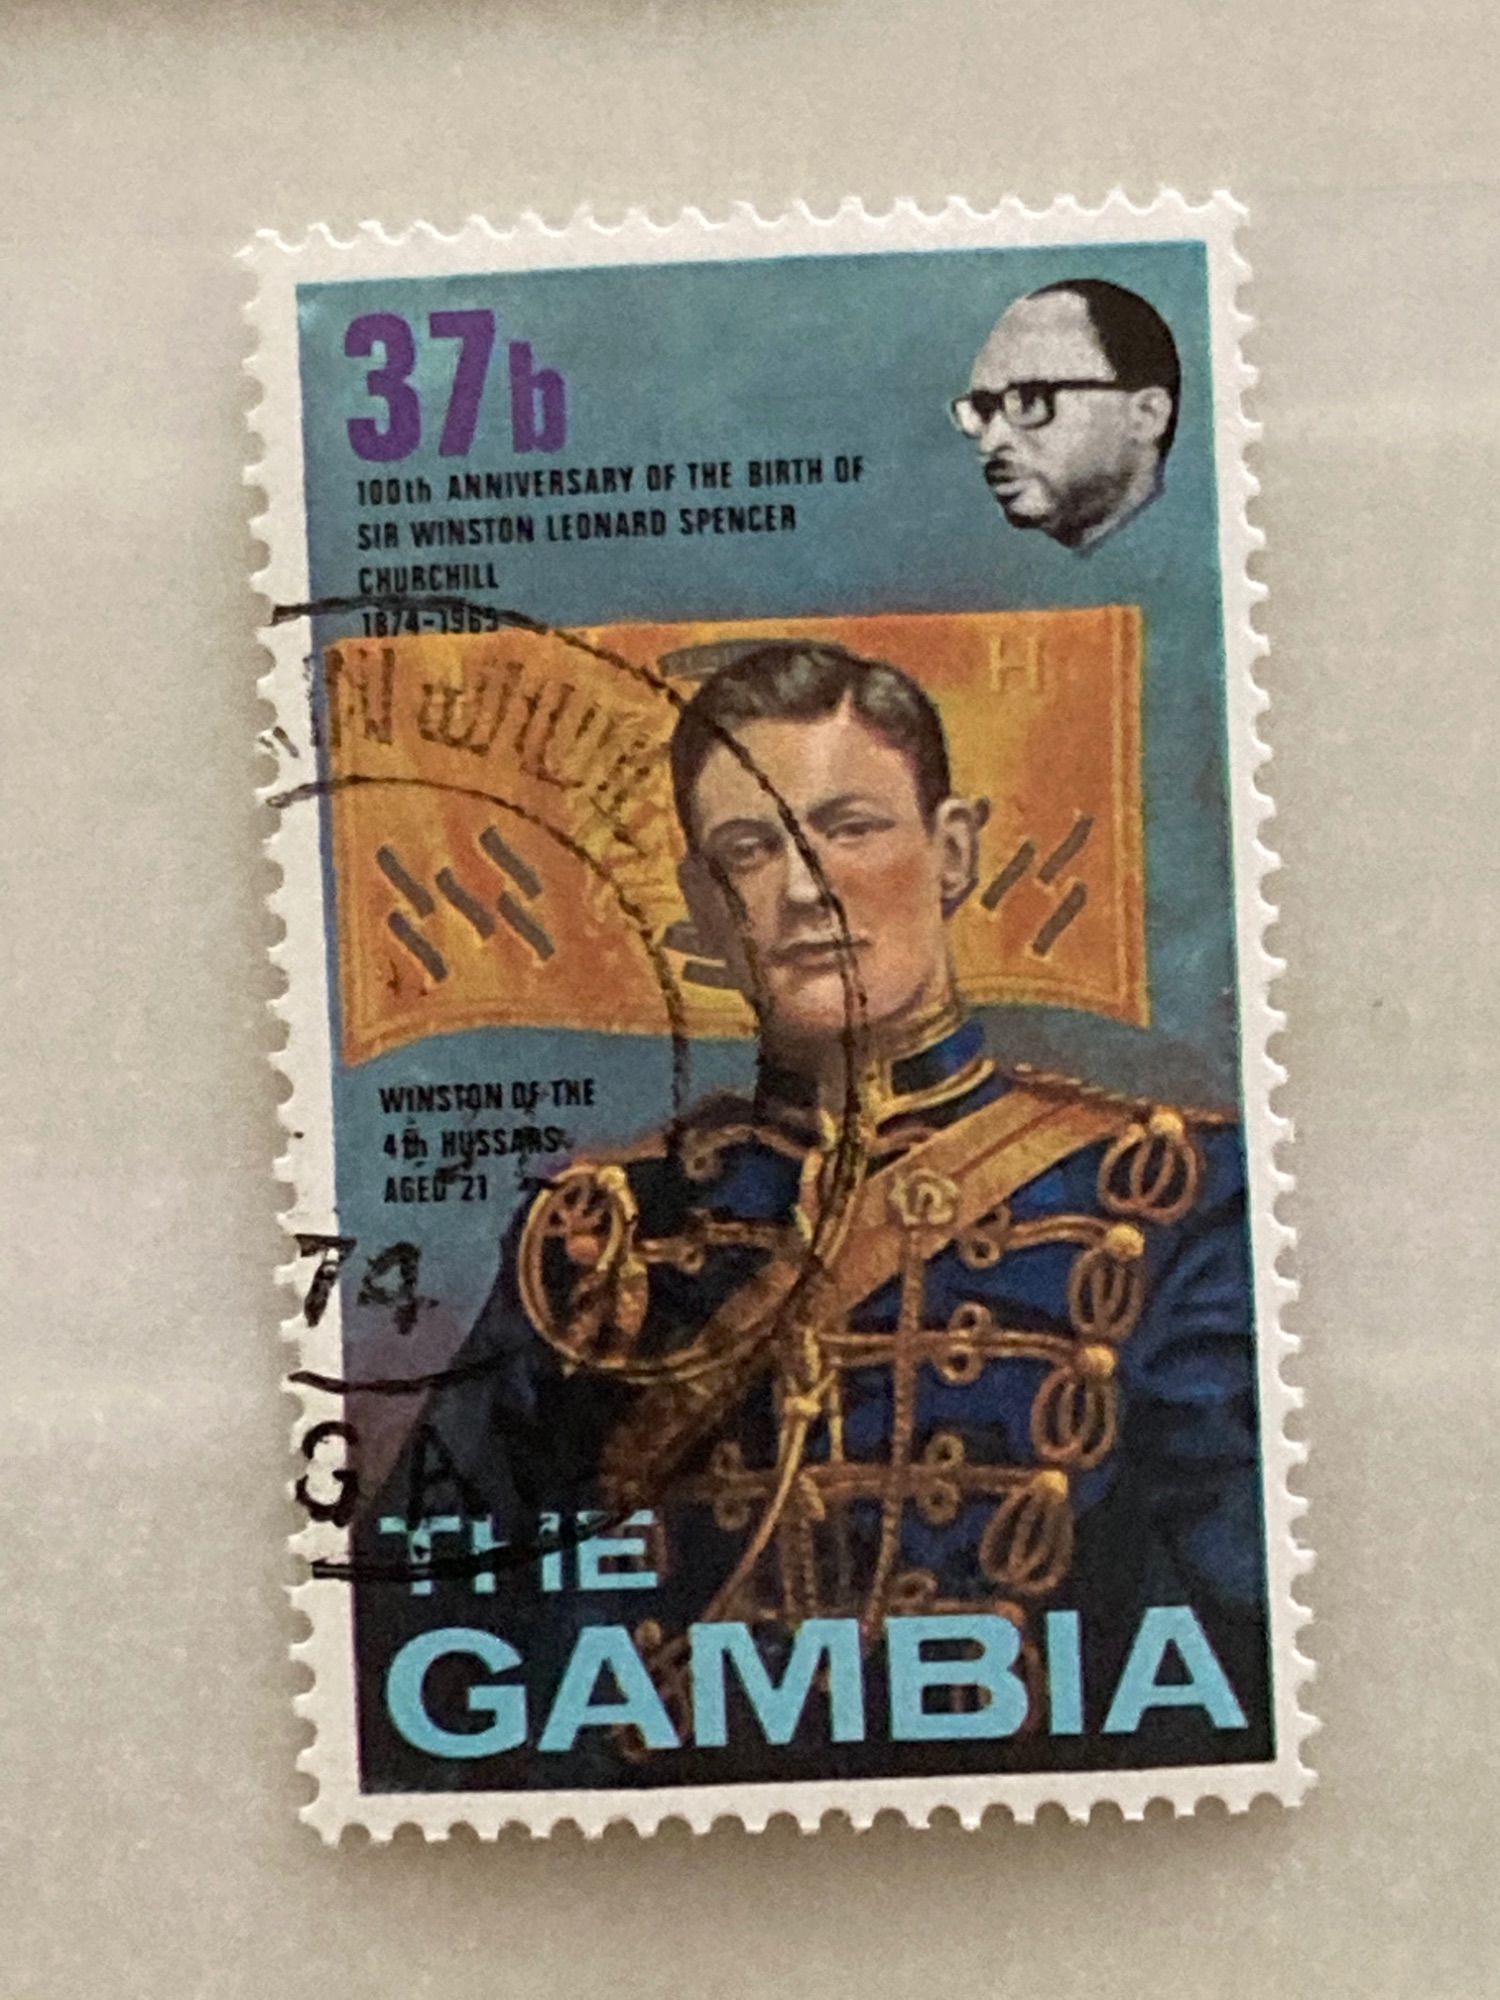 37b
100th ANNIVERSARY OF THE BIRTH OF
SIR WINSTON LEONARD SPENCER
CHURCHILL
1874-1965
H
WINSTON OF THE
4th HUSSARS
AGED 21
74
GA
THE
GAMBIA